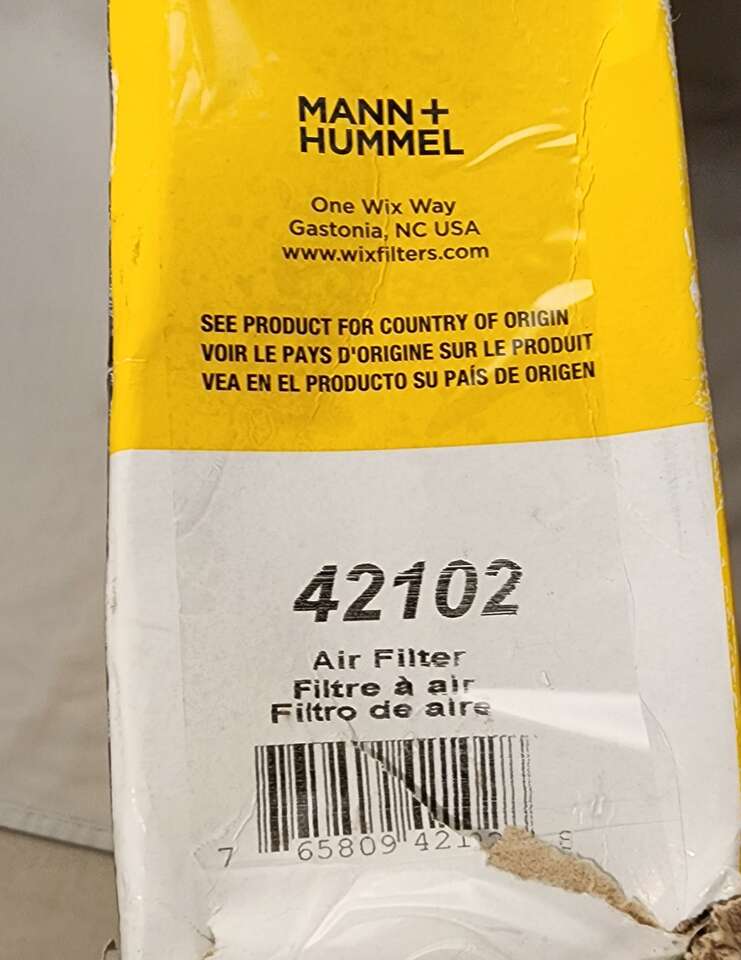 MANN+
HUMMEL
One Wix Way
Gastonia, NC USA
www.wixfilters.com
SEE PRODUCT FOR COUNTRY OF ORIGIN
VOIR LE PAYS D'ORIGINE SUR LE PRODUIT
VEA EN EL PRODUCTO SU PAÍS DE ORIGEN
42102
Air Filter
Filtre à air
Filtro de aire
7 65809